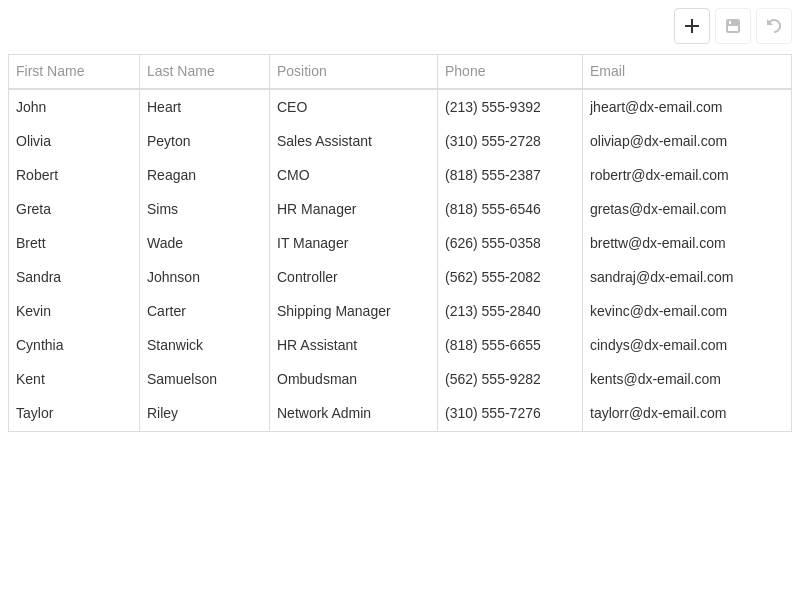 First Name Last Name Position Phone Email
John Heart CEO (213) 555-9392 jheart@dx-email.com
Olivia Peyton Sales Assistant (310) 555-2728 oliviap@dx-email.com
Robert Reagan CMO (818) 555-2387 robertr@dx-email.com
Greta Sims HR Manager (818) 555-6546 gretas@dx-email.com
Brett Wade IT Manager (626) 555-0358 brettw@dx-email.com
Sandra Johnson Controller (562) 555-2082 sandraj@dx-email.com
Kevin Carter Shipping Manager (213) 555-2840 kevinc@dx-email.com
Cynthia Stanwick HR Assistant (818) 555-6655 cindys@dx-email.com
Kent Samuelson Ombudsman (562) 555-9282 kents@dx-email.com
Taylor Riley Network Admin (310) 555-7276 taylorr@dx-email.com